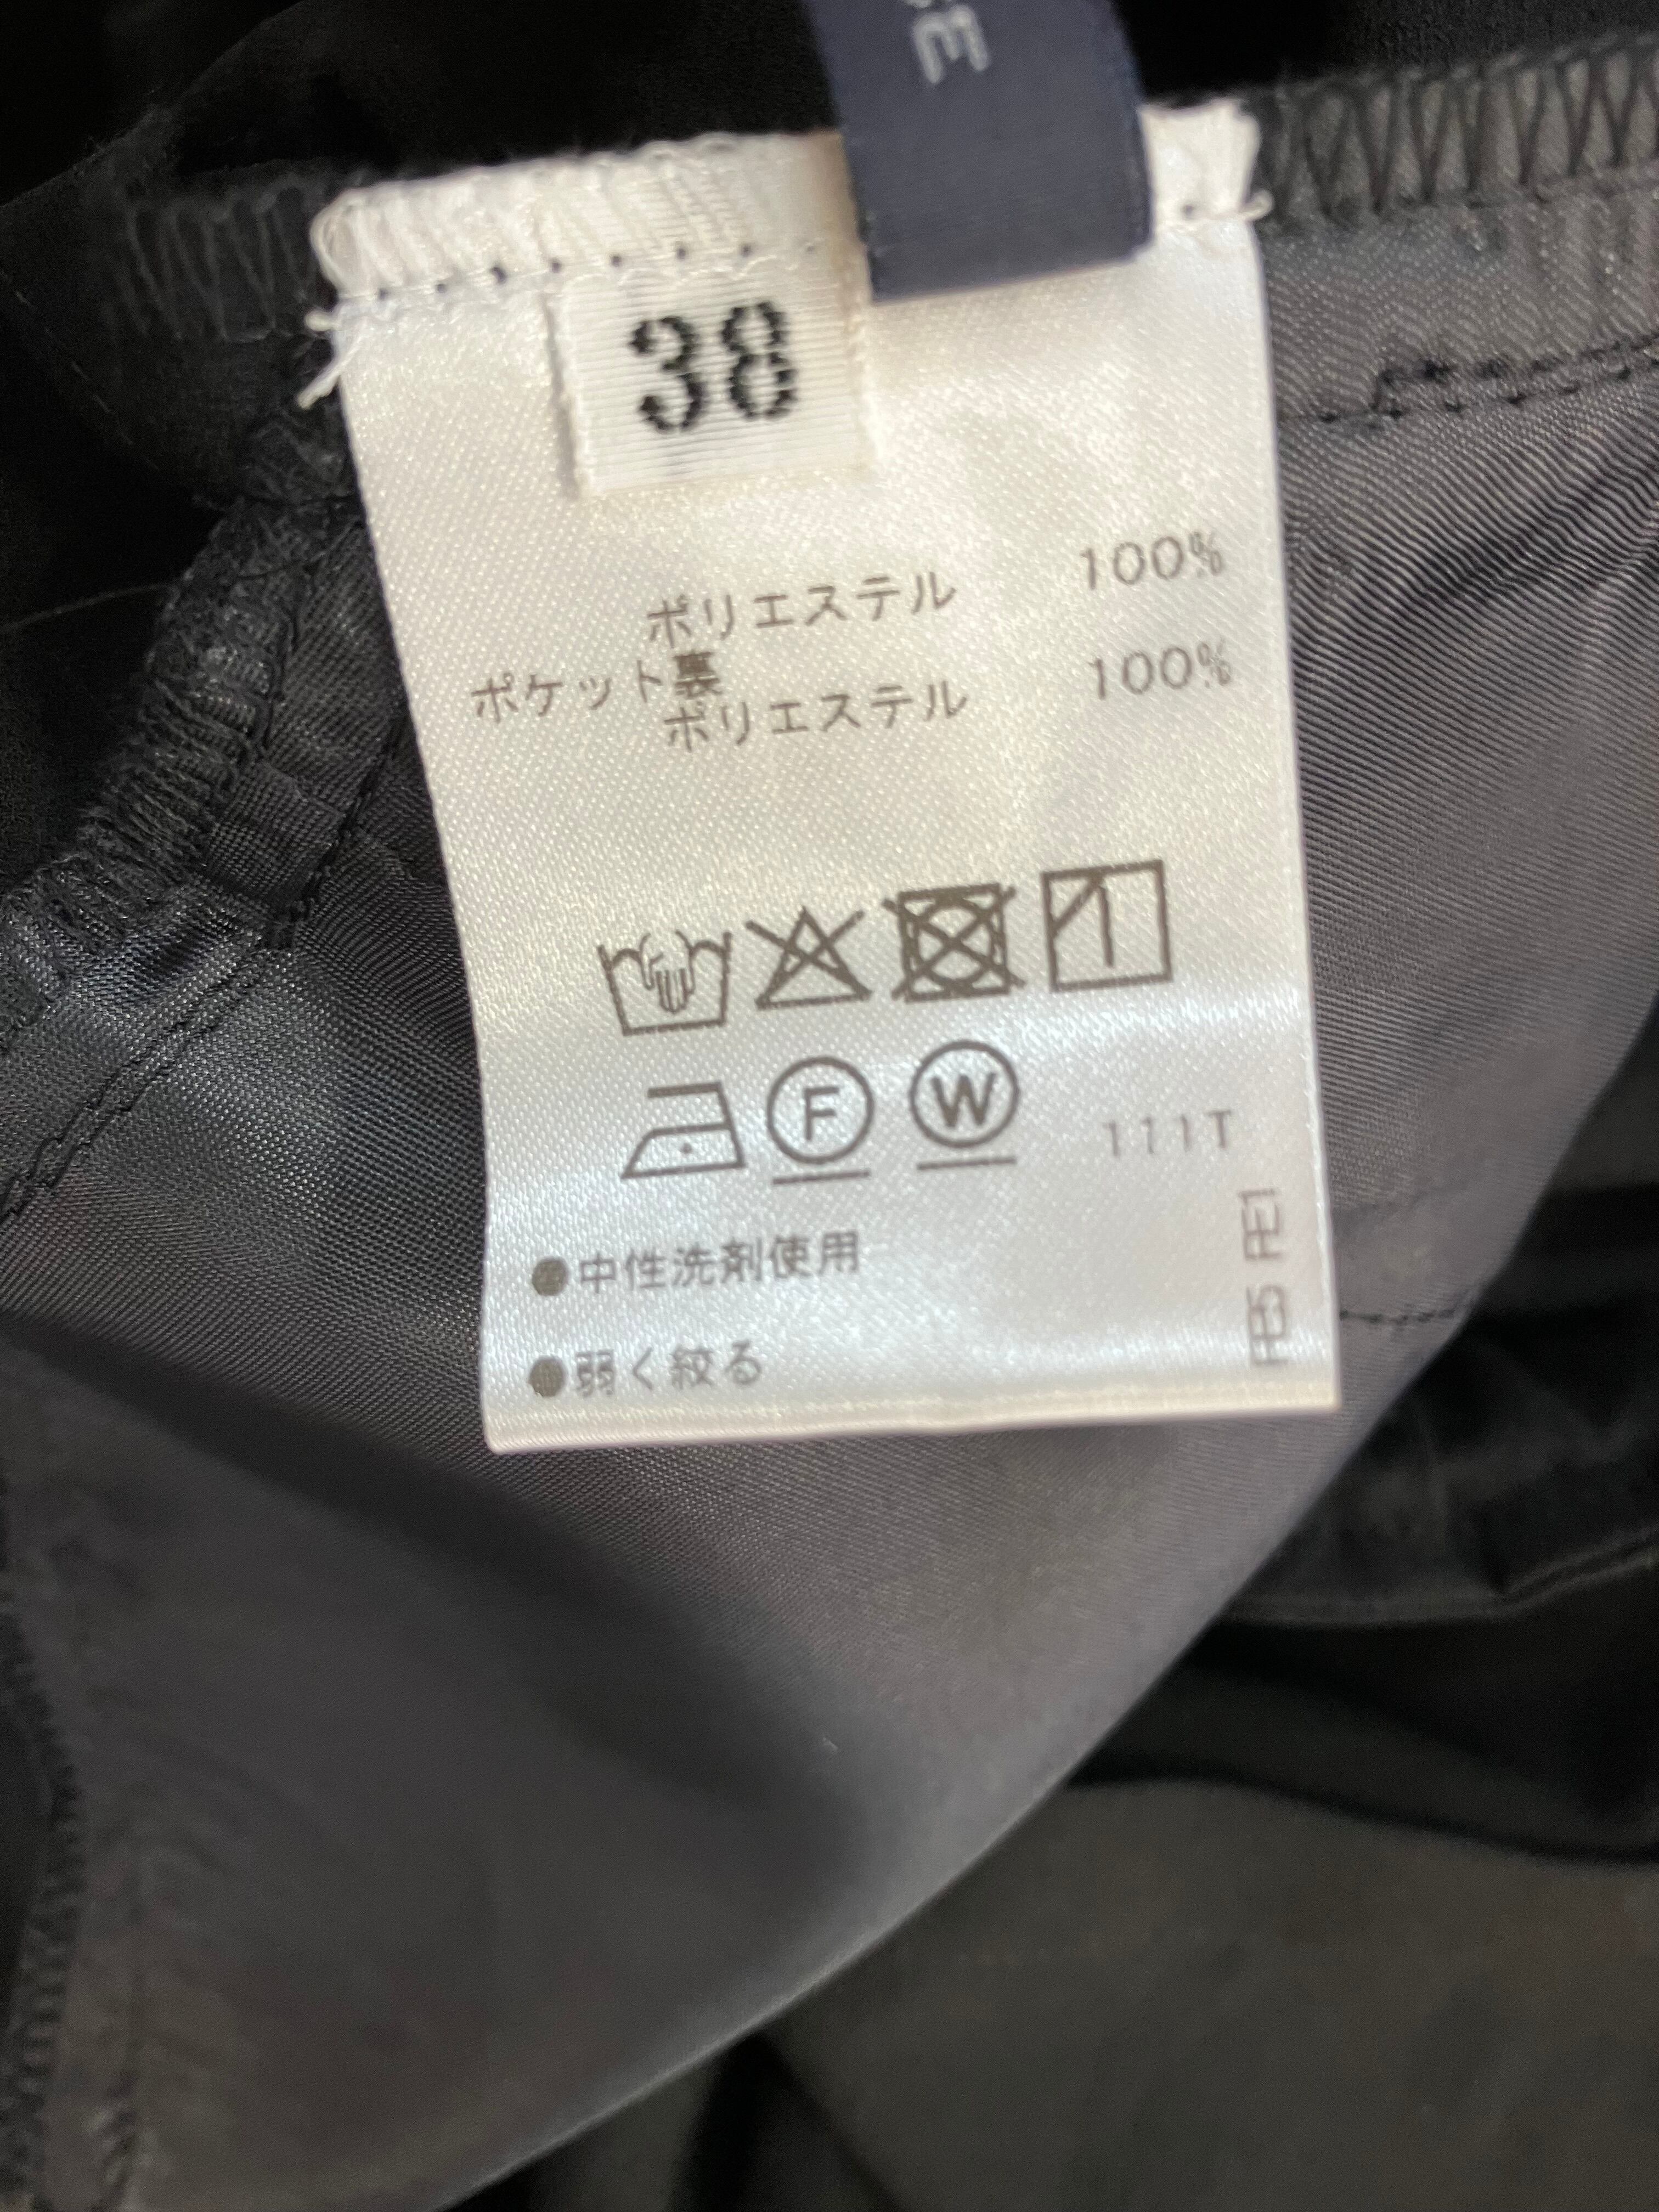 38
ポリエステル 100%
ポケット裏
ポリエステル 100%
F W 111T
●中性洗剤使用
●弱く絞る